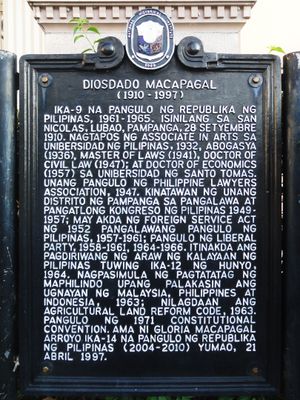 DIOSDADO MACAPAGAL
(1910-1997)
IKA-9 NA PANGULO NG REPUBLIKA NG
PILIPINAS, 1961-1965. ISINILANG SA SAN
NICOLAS, LUBAO, PAMPANGA, 28 SETYEMBRE
1910. NAGTAPOS NG ASSOCIATE IN ARTS SA
UNIBERSIDAD NG PILIPINAS, 1932, ABOGASYA
(1936), MASTER OF LAWS (1941), DOCTOR OF
CIVIL LAW (1947); AT DOCTOR OF ECONOMICS
(1957) SA UNIBERSIDAD NG SANTO TOMAS.
UNANG PANGULO NG PHILIPPINE LAWYERS
ASSOCIATION, 1947. KINATAWAN NG UNANG
DISTRITO NG PAMPANGA SA PANGALAWA AT
PANGATLONG KONGRESO NG PILIPINAS 1949-
1957; MAY AKDA NG FOREIGN SERVICE ACT
NG 1952 PANGALAWANG PANGULO NG
PILIPINAS, 1957-1961; PANGULO NG LIBERAL
PARTY, 1958-1961, 1964-1966, ITINAKDA ANG
PAGDIRIWANG NG ARAW NG KALAYAAN NG
PILIPINAS TUWING IKA-12 NG HUNYO,
1964. NAGPASIMULA NG PAGTATAG NG
MAPHILINDO UPANG PALAKASIN ANG
UGNAYAN NG MALAYSIA, PHILIPPINES AT
INDONESIA, 1963; NILAGDAAN ANG
AGRICULTURAL LAND REFORM CODE, 1963.
PANGULO NG 1971 CONSTITUTIONAL
CONVENTION. AMA NI GLORIA MACAPAGAL
ARROYO IKA-14 NA PANGULO NG REPUBLIKA
NG PILIPINAS (2004-2010) YUMAO, 21
ABRIL 1997.